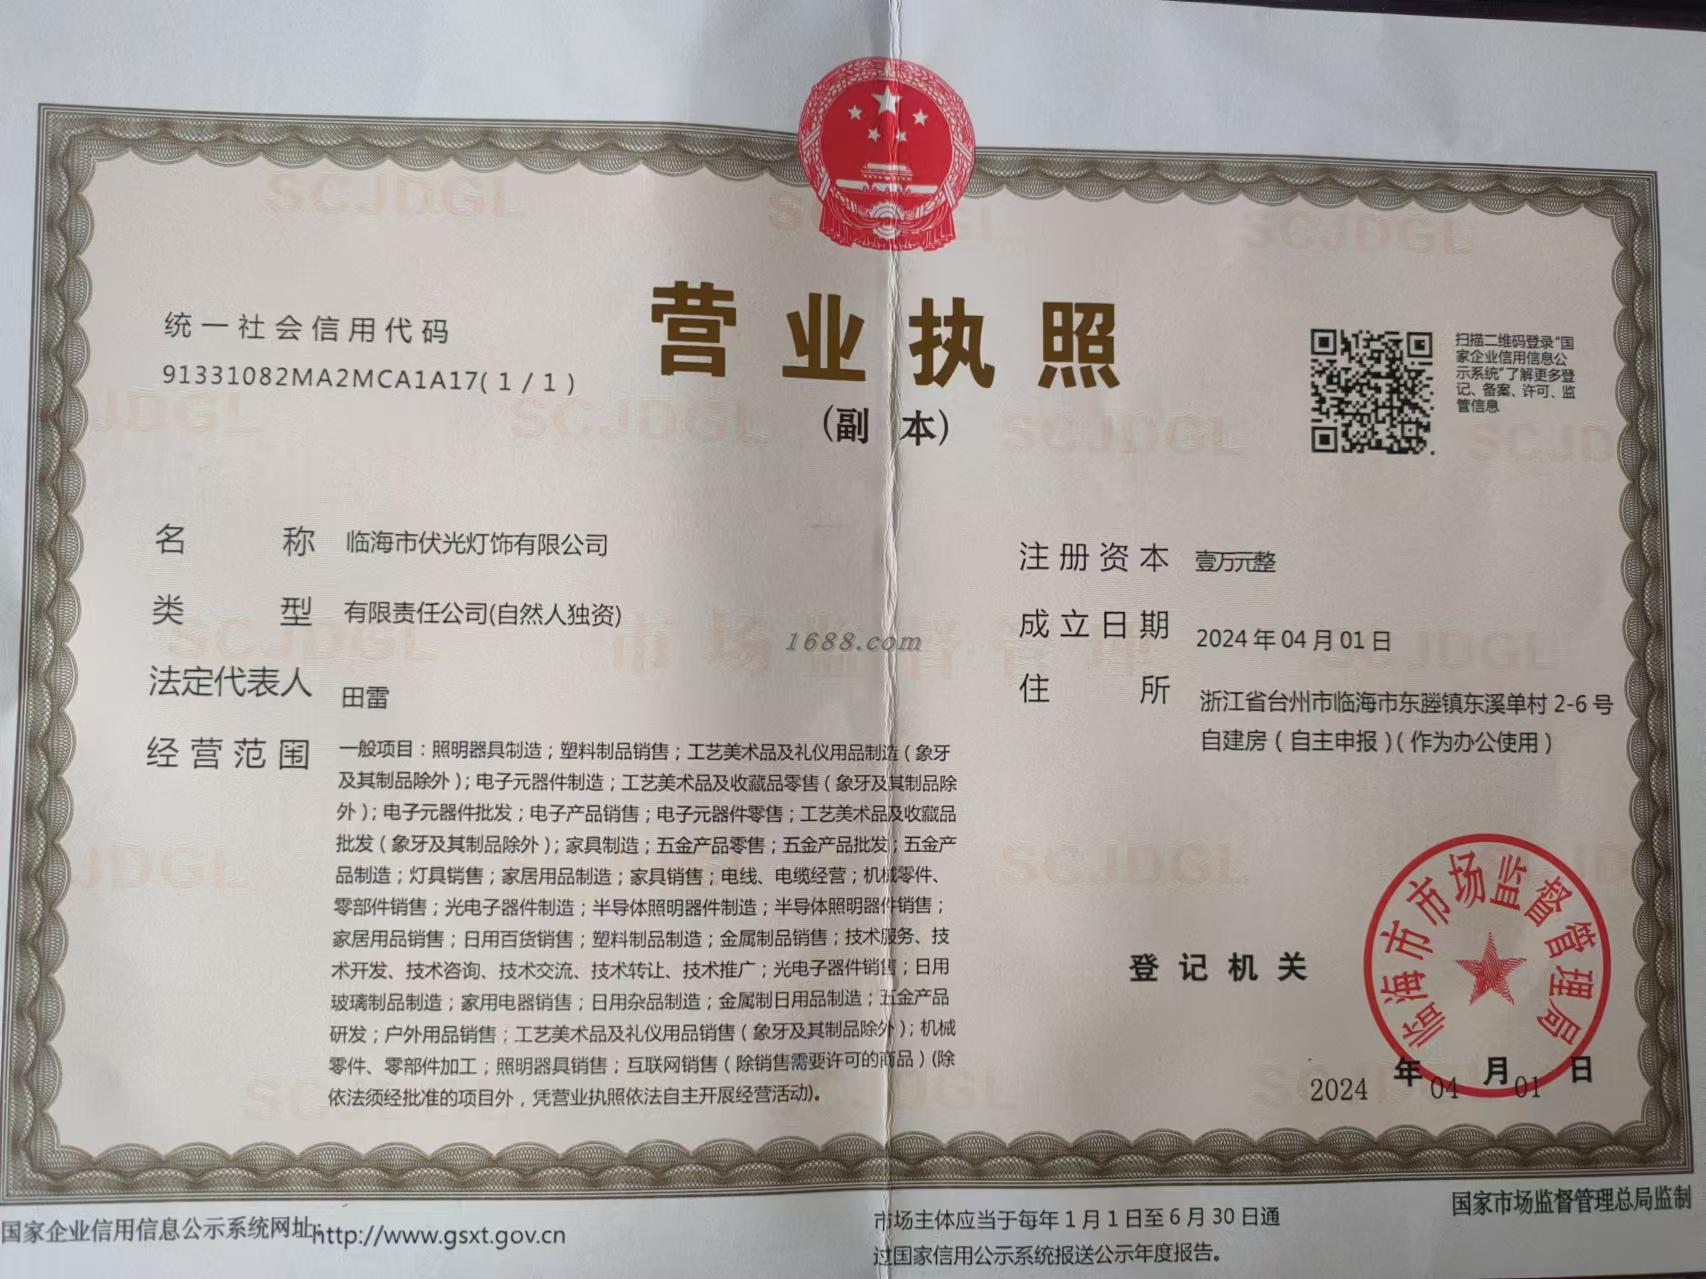 统一社会信用代码
91331082MA2MCA1A17(1/1)
营业执照
(副 本)
扫描二维码登录“国
家企业信用信息公
示系统”了解更多登
记、备案、许可、监
管信息
名 称 临海市伏光灯饰有限公司
类 型 有限责任公司(自然人独资)
法定代表人 田雷
经营范围 一般项目：照明器具制造；塑料制品销售；工艺美术品及礼仪用品制造（象牙
及其制品除外）；电子元器件制造；工艺美术品及收藏品零售（象牙及其制品除
外）；电子元器件批发；电子产品销售；电子元器件零售；工艺美术品及收藏品
批发（象牙及其制品除外）；家具制造；五金产品零售；五金产品批发；五金产
品制造；灯具销售；家居用品制造；家具销售；电线、电缆经营；机械零件、
零部件销售；光电子器件制造；半导体照明器件制造；半导体照明器件销售；
家居用品销售；日用百货销售；塑料制品制造；金属制品销售；技术服务、技
术开发、技术咨询、技术交流、技术转让、技术推广；光电子器件销售；日用
玻璃制品制造；家用电器销售；日用杂品制造；金属制日用品制造；五金产品
研发；户外用品销售；工艺美术品及礼仪用品销售（象牙及其制品除外）；机械
零件、零部件加工；照明器具销售；互联网销售（除销售需要许可的商品）(除
依法须经批准的项目外，凭营业执照依法自主开展经营活动)。
注册资本 壹万元整
成立日期 2024年04月01日
住 所 浙江省台州市临海市东塍镇东溪单村2-6号
自建房（自主申报）（作为办公使用）
1688.com
登记机关
临海市市场监督管理局
2024 年 04 月 01 日
国家企业信用信息公示系统网址：http://www.gsxt.gov.cn
市场主体应当于每年1月1日至6月30日通
过国家信用公示系统报送公示年度报告。
国家市场监督管理总局监制